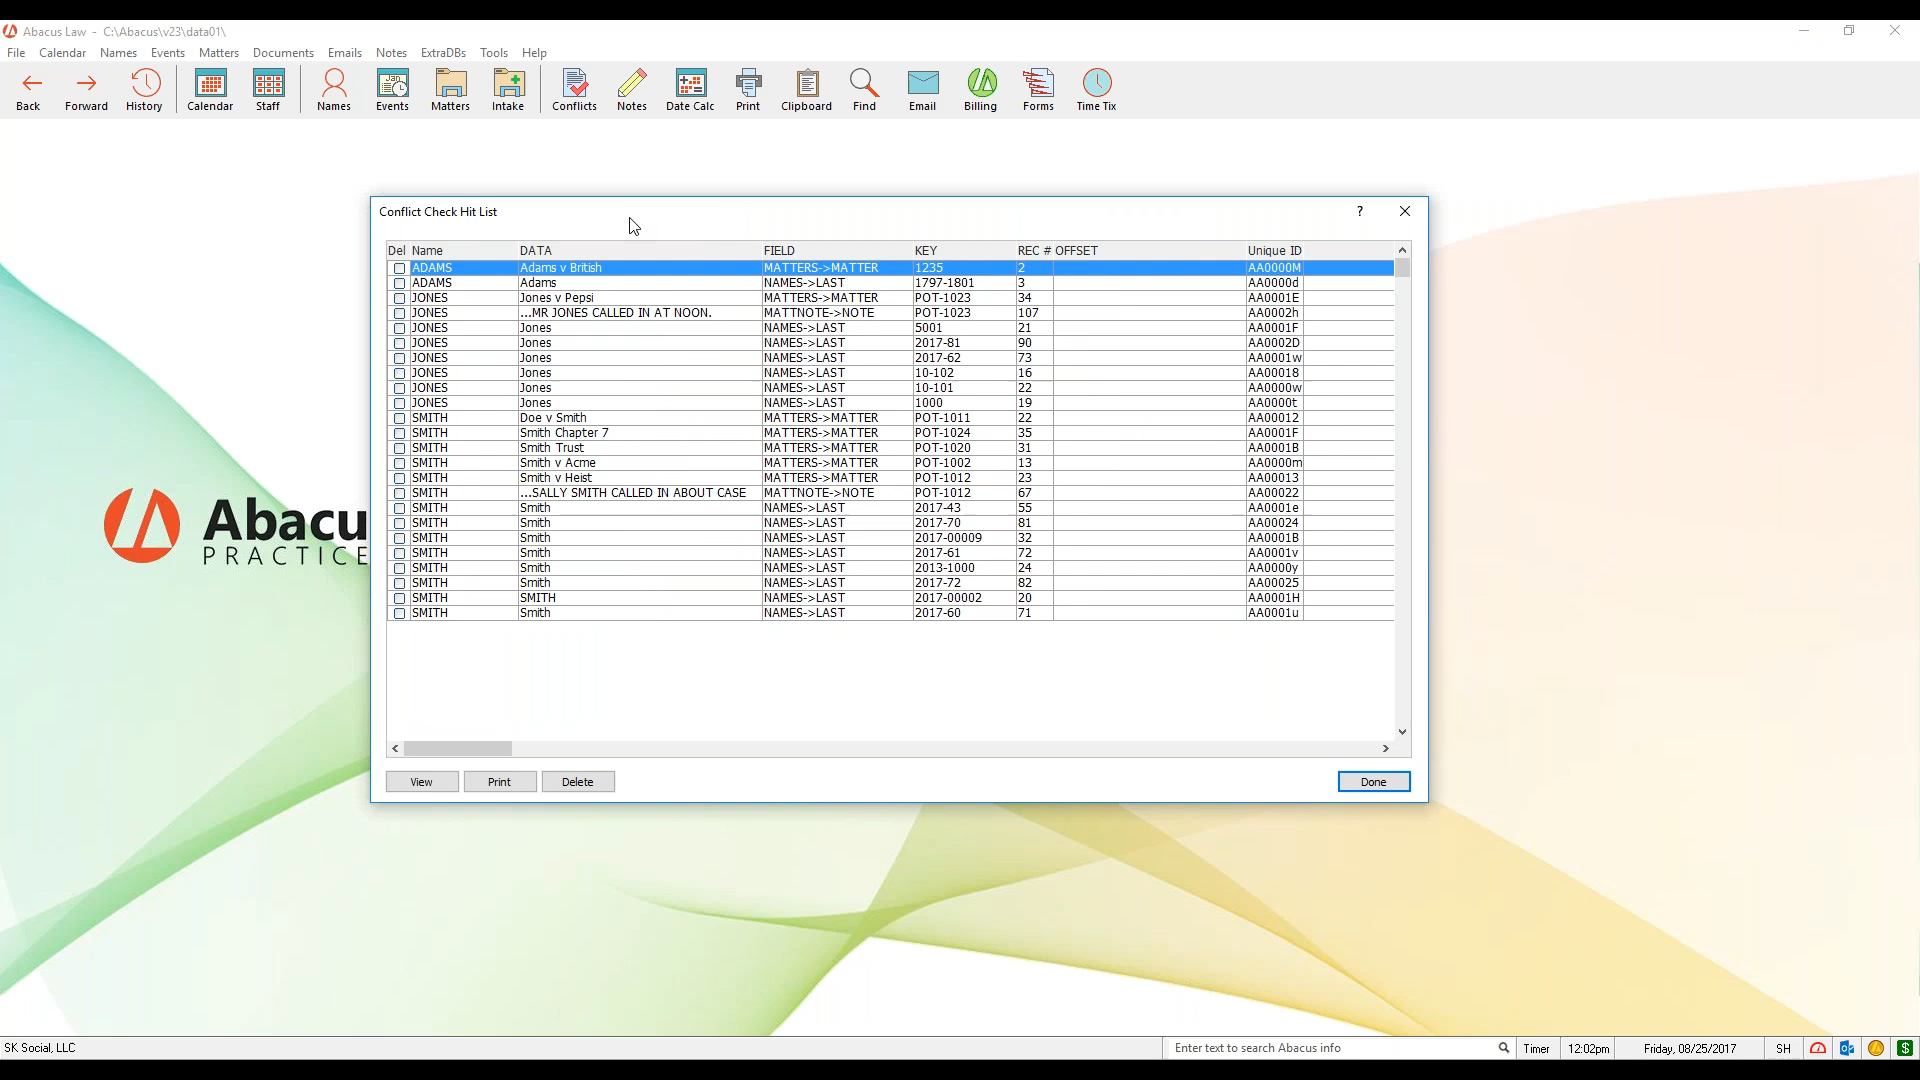 Abacus Law - C:\Abacus\v23\data01\
File Calendar Names Events Matters Documents Emails Notes ExtraDBs Tools Help
Back Forward History Calendar Staff Names Events Matters Intake Conflicts Notes Date Calc Print Clipboard Find Email Billing Forms Time Tix
Conflict Check Hit List ?
Del Name DATA FIELD KEY REC # OFFSET Unique ID
ADAMS Adams v British MATTERS->MATTER 1235 2 AA0000M
ADAMS Adams NAMES->LAST 1797-1801 3 AA0000d
JONES Jones v Pepsi MATTERS->MATTER POT-1023 34 AA0001E
JONES ...MR JONES CALLED IN AT NOON. MATTNOTE->NOTE POT-1023 107 AA0002h
JONES Jones NAMES->LAST 5001 21 AA0001F
JONES Jones NAMES->LAST 2017-81 90 AA0002D
JONES Jones NAMES->LAST 2017-62 73 AA0001w
JONES Jones NAMES->LAST 10-102 16 AA00018
JONES Jones NAMES->LAST 10-101 22 AA0000w
JONES Jones NAMES->LAST 1000 19 AA0000t
SMITH Doe v Smith MATTERS->MATTER POT-1011 22 AA00012
SMITH Smith Chapter 7 MATTERS->MATTER POT-1024 35 AA0001F
SMITH Smith Trust MATTERS->MATTER POT-1020 31 AA0001B
SMITH Smith v Acme MATTERS->MATTER POT-1002 13 AA0000m
SMITH Smith v Heist MATTERS->MATTER POT-1012 23 AA00013
SMITH ...SALLY SMITH CALLED IN ABOUT CASE MATTNOTE->NOTE POT-1012 67 AA00022
SMITH Smith NAMES->LAST 2017-43 55 AA0001e
SMITH Smith NAMES->LAST 2017-70 81 AA00024
SMITH Smith NAMES->LAST 2017-00009 32 AA0001B
SMITH Smith NAMES->LAST 2017-61 72 AA0001v
SMITH Smith NAMES->LAST 2013-1000 24 AA0000y
SMITH Smith NAMES->LAST 2017-72 82 AA00025
SMITH SMITH NAMES->LAST 2017-00002 20 AA0001H
SMITH Smith NAMES->LAST 2017-60 71 AA0001u
View Print Delete Done
Abacu
PRACTICE
SK Social, LLC Enter text to search Abacus info Timer 12:02pm Friday, 08/25/2017 SH